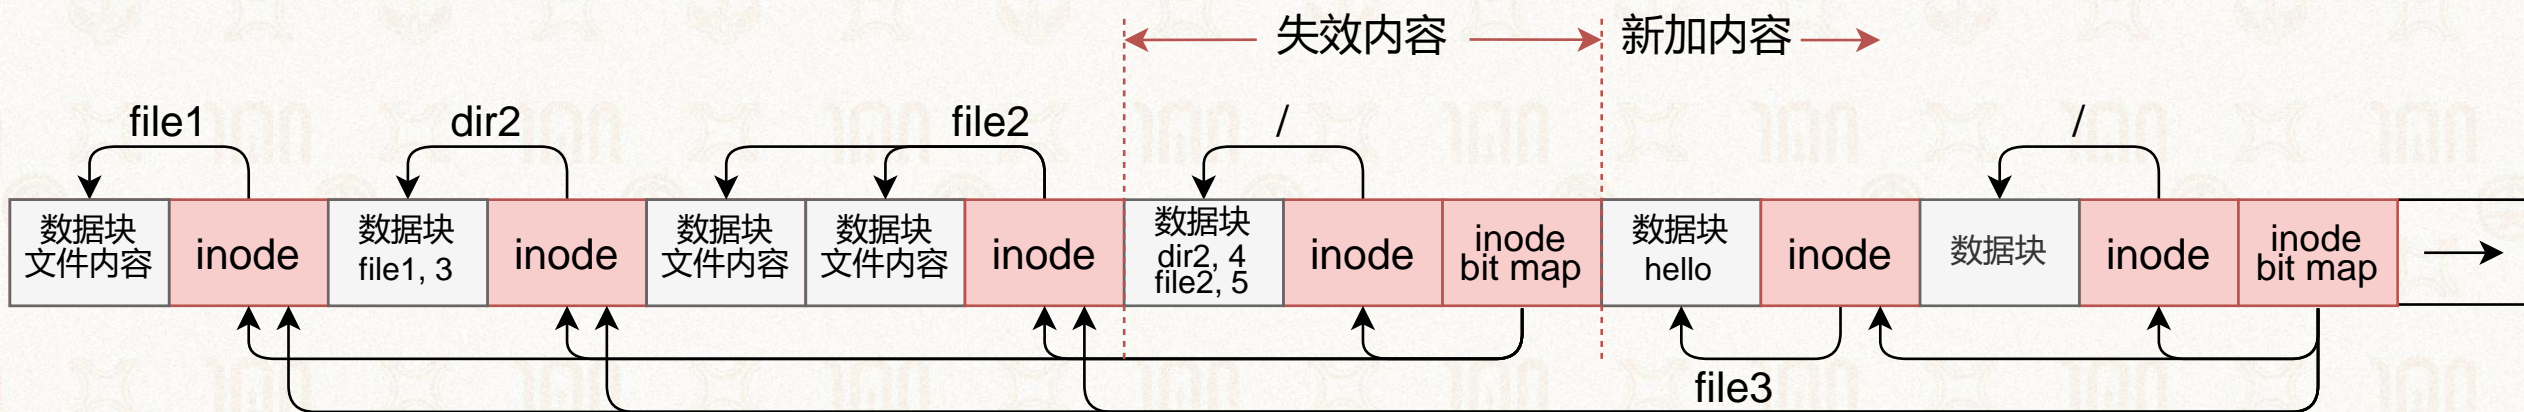 失效内容
新加内容
file1
dir2
file2
/
/
数据块
文件内容
inode
数据块
file1, 3
inode
数据块
文件内容
数据块
文件内容
inode
数据块
dir2, 4
file2, 5
inode
inode
bit map
数据块
hello
inode
数据块
inode
inode
bit map
file3